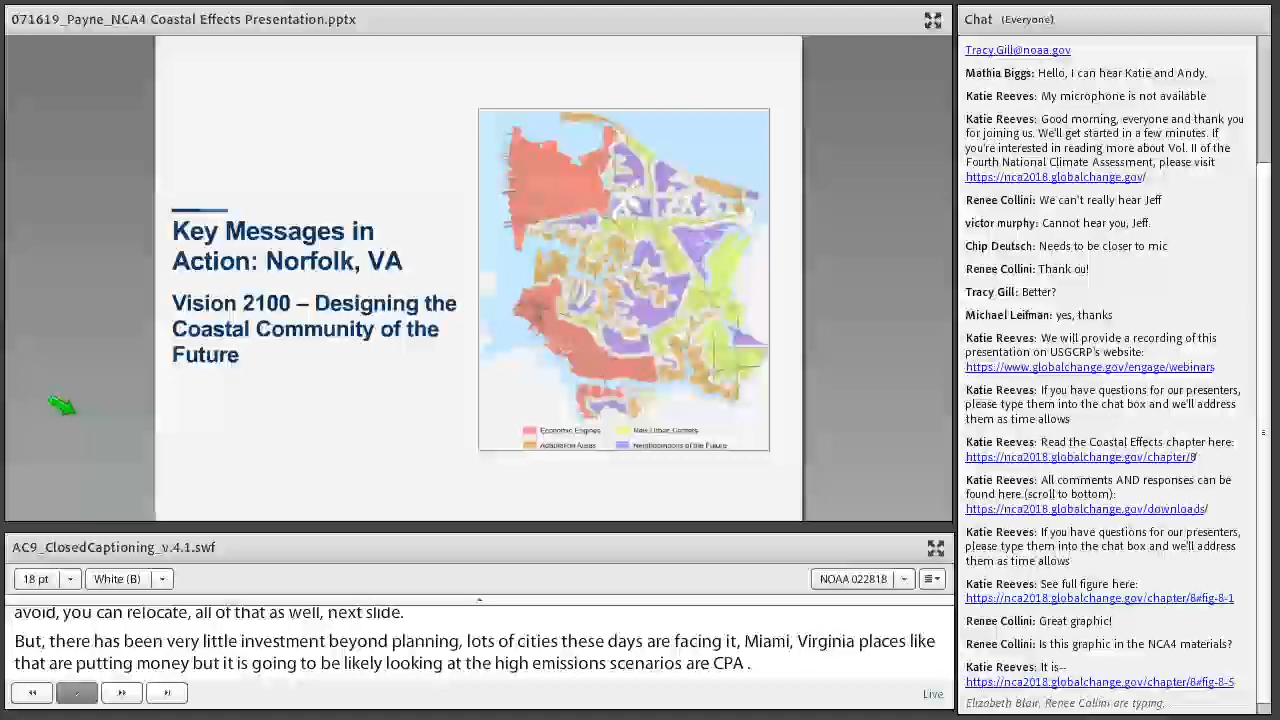 071619_Payne_NCA4 Coastal Effects Presentation.pptx
Key Messages in
Action: Norfolk, VA
Vision 2100 – Designing the
Coastal Community of the
Future
Economic Engines
New Urban Centers
Adaptation Areas
Neighborhoods of the Future
AC9_ClosedCaptioning_v.4.1.swf
18 pt
White (B)
NOAA 022818
avoid, you can relocate, all of that as well, next slide.
But, there has been very little investment beyond planning, lots of cities these days are facing it, Miami, Virginia places like
that are putting money but it is going to be likely looking at the high emissions scenarios are CPA .
Live
Chat (Everyone)
Tracy.Gill@noaa.gov
Mathia Biggs: Hello, I can hear Katie and Andy.
Katie Reeves: My microphone is not available
Katie Reeves: Good morning, everyone and thank you
for joining us. We'll get started in a few minutes. If
you're interested in reading more about Vol. II of the
Fourth National Climate Assessment, please visit
https://nca2018.globalchange.gov/
Renee Collini: We can't really hear Jeff
victor murphy: Cannot hear you, Jeff.
Chip Deutsch: Needs to be closer to mic
Renee Collini: Thank ou!
Tracy Gill: Better?
Michael Leifman: yes, thanks
Katie Reeves: We will provide a recording of this
presentation on USGCRP's website:
https://www.globalchange.gov/engage/webinars
Katie Reeves: If you have questions for our presenters,
please type them into the chat box and we'll address
them as time allows
Katie Reeves: Read the Coastal Effects chapter here:
https://nca2018.globalchange.gov/chapter/8/
Katie Reeves: All comments AND responses can be
found here (scroll to bottom):
https://nca2018.globalchange.gov/downloads/
Katie Reeves: If you have questions for our presenters,
please type them into the chat box and we'll address
them as time allows
Katie Reeves: See full figure here:
https://nca2018.globalchange.gov/chapter/8#fig-8-1
Renee Collini: Great graphic!
Renee Collini: Is this graphic in the NCA4 materials?
Katie Reeves: It is--
https://nca2018.globalchange.gov/chapter/8#fig-8-5
Elizabeth Blair, Renee Collini are typing.